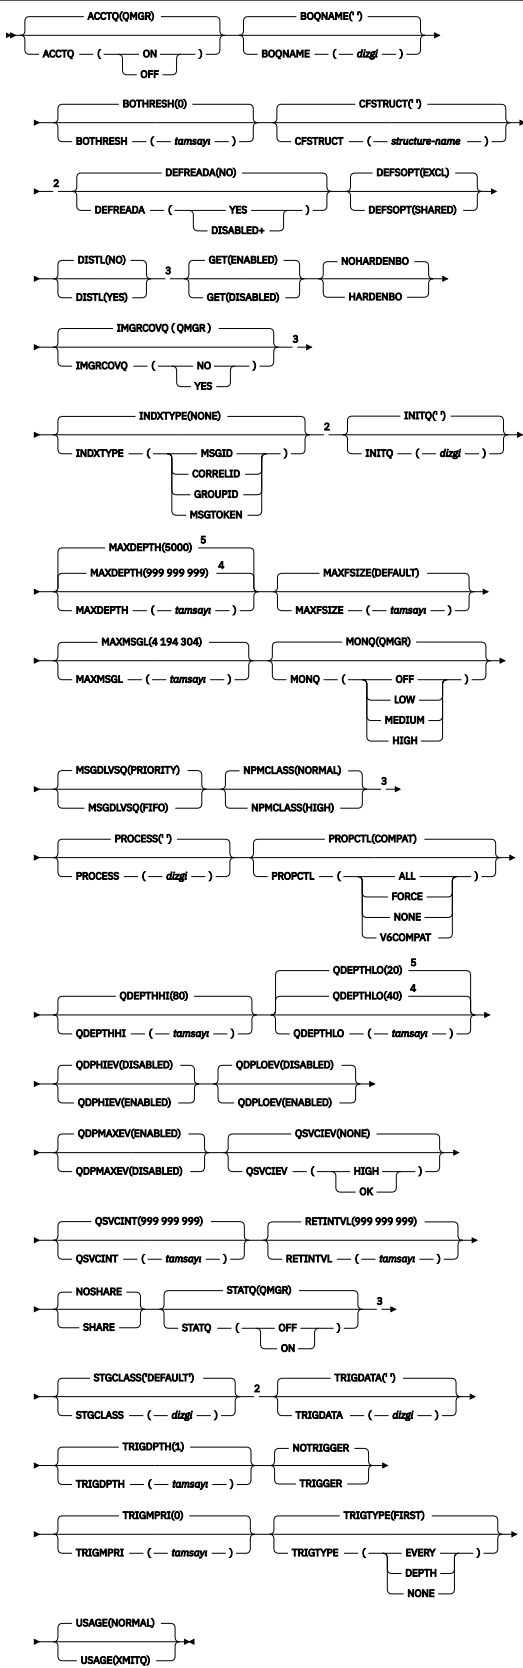 ACCTQ(QMGR) BOQNAME(' ')
ACCTQ ( ON ) BOQNAME ( dizgi )
OFF
BOTHRESH(0) CFSTRUCT(' ')
BOTHRESH ( tamsayı ) CFSTRUCT ( structure-name )
2 DEFREADA(NO) DEFSOPT(EXCL)
DEFREADA ( YES ) DEFSOPT(SHARED)
DISABLED+
DISTL(NO) 3 GET(ENABLED) NOHARDENBO
DISTL(YES) GET(DISABLED) HARDENBO
IMGRCOVQ ( QMGR ) 3
IMGRCOVQ ( NO )
YES
INDXTYPE(NONE) 2 INITQ(' ')
INDXTYPE ( MSGID ) INITQ ( dizgi )
CORRELID
GROUPID
MSGTOKEN
MAXDEPTH(5000) 5
MAXDEPTH(999 999 999) 4 MAXFSIZE(DEFAULT)
MAXDEPTH ( tamsayı ) MAXFSIZE ( tamsayı )
MAXMSGL(4 194 304) MONQ(QMGR)
MAXMSGL ( tamsayı ) MONQ ( OFF )
LOW
MEDIUM
HIGH
MSGDLVSQ(PRIORITY) NPMCLASS(NORMAL) 3
MSGDLVSQ(FIFO) NPMCLASS(HIGH)
PROCESS(' ') PROPCTL(COMPAT)
PROCESS ( dizgi ) PROPCTL ( ALL )
FORCE
NONE
V6COMPAT
QDEPTHLO(20) 5
QDEPTHHI(80) QDEPTHLO(40) 4
QDEPTHHI ( tamsayı ) QDEPTHLO ( tamsayı )
QDPHIEV(DISABLED) QDPLOEV(DISABLED)
QDPHIEV(ENABLED) QDPLOEV(ENABLED)
QDPMAXEV(ENABLED) QSVCIEV(NONE)
QDPMAXEV(DISABLED) QSVCIEV ( HIGH )
OK
QSVCINT(999 999 999) RETINTVL(999 999 999)
QSVCINT ( tamsayı ) RETINTVL ( tamsayı )
NOSHARE STATQ(QMGR) 3
SHARE STATQ ( OFF )
ON
STGCLASS('DEFAULT') 2 TRIGDATA(' ')
STGCLASS ( dizgi ) TRIGDATA ( dizgi )
TRIGDPTH(1) NOTRIGGER
TRIGDPTH ( tamsayı ) TRIGGER
TRIGMPRI(0) TRIGTYPE(FIRST)
TRIGMPRI ( tamsayı ) TRIGTYPE ( EVERY )
DEPTH
NONE
USAGE(NORMAL)
USAGE(XMITQ)